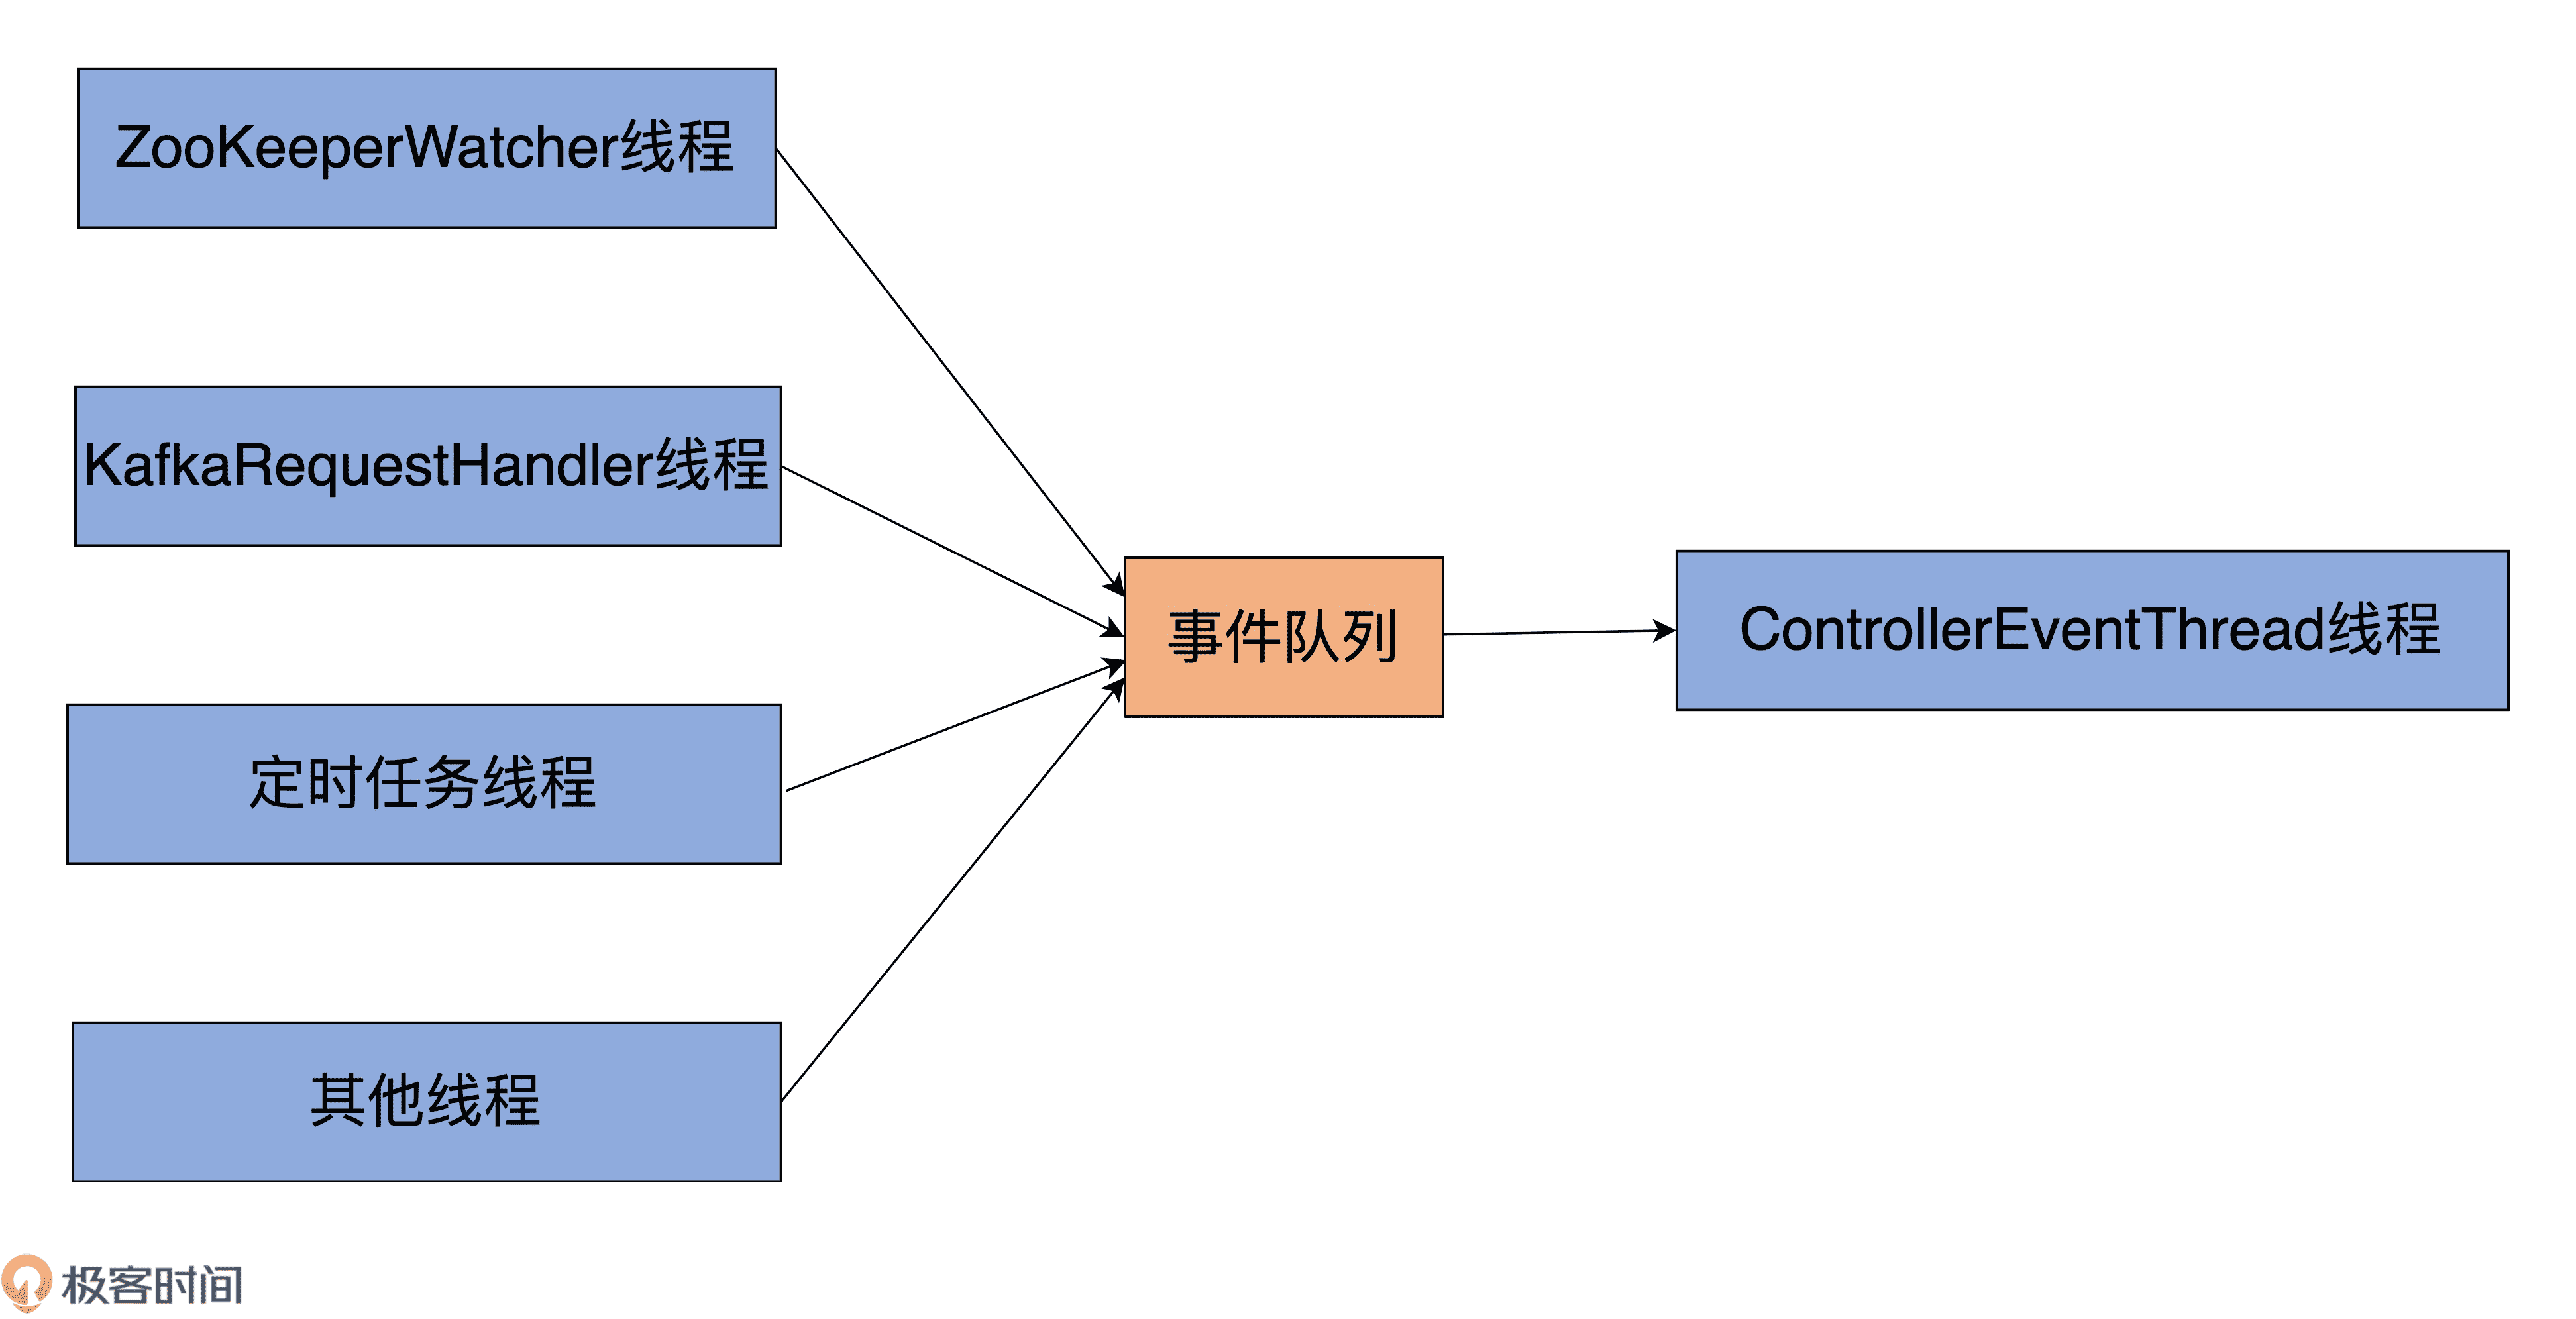 ZooKeeperWatcher线程
KafkaRequestHandler线程
定时任务线程
其他线程
事件队列
ControllerEventThread线程
极客时间